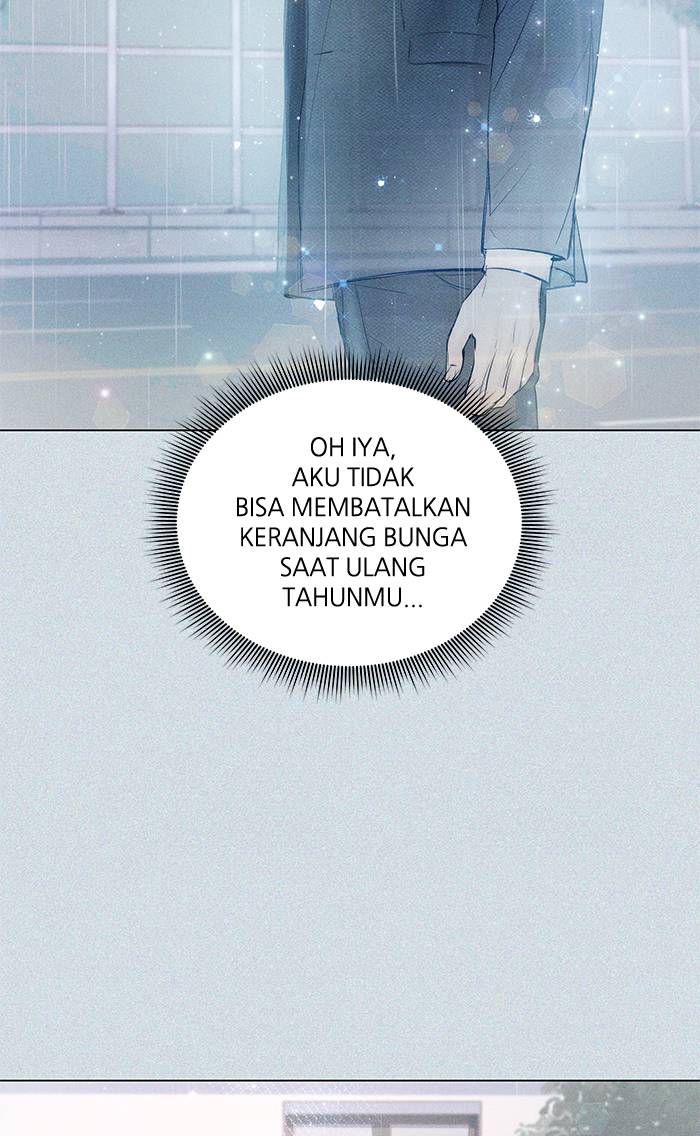 OH IYA,
AKU TIDAK
BISA MEMBATALKAN
KERANJANG BUNGA
SAAT ULANG
TAHUNMU...